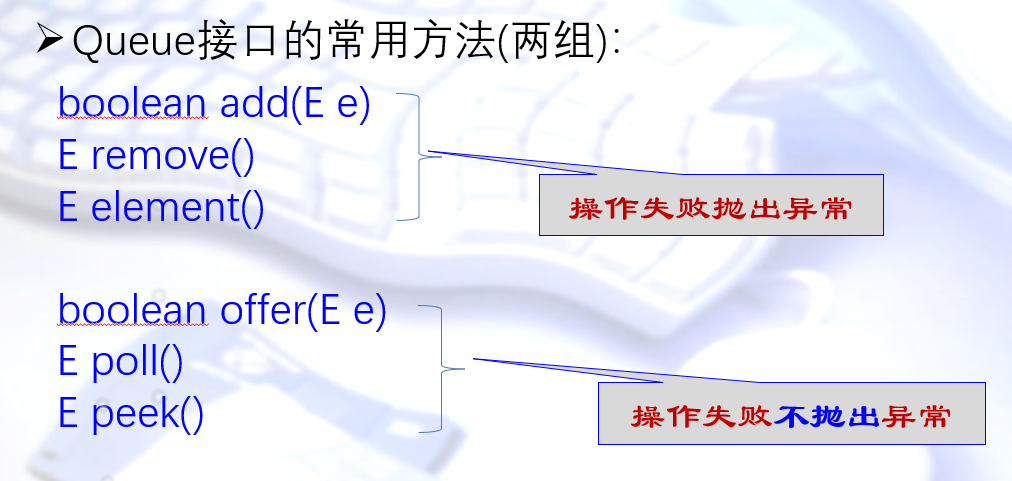 ➢Queue接口的常用方法(两组)：
boolean add(E e)
E remove()
E element()
操作失败抛出异常
boolean offer(E e)
E poll()
E peek()
操作失败不抛出异常